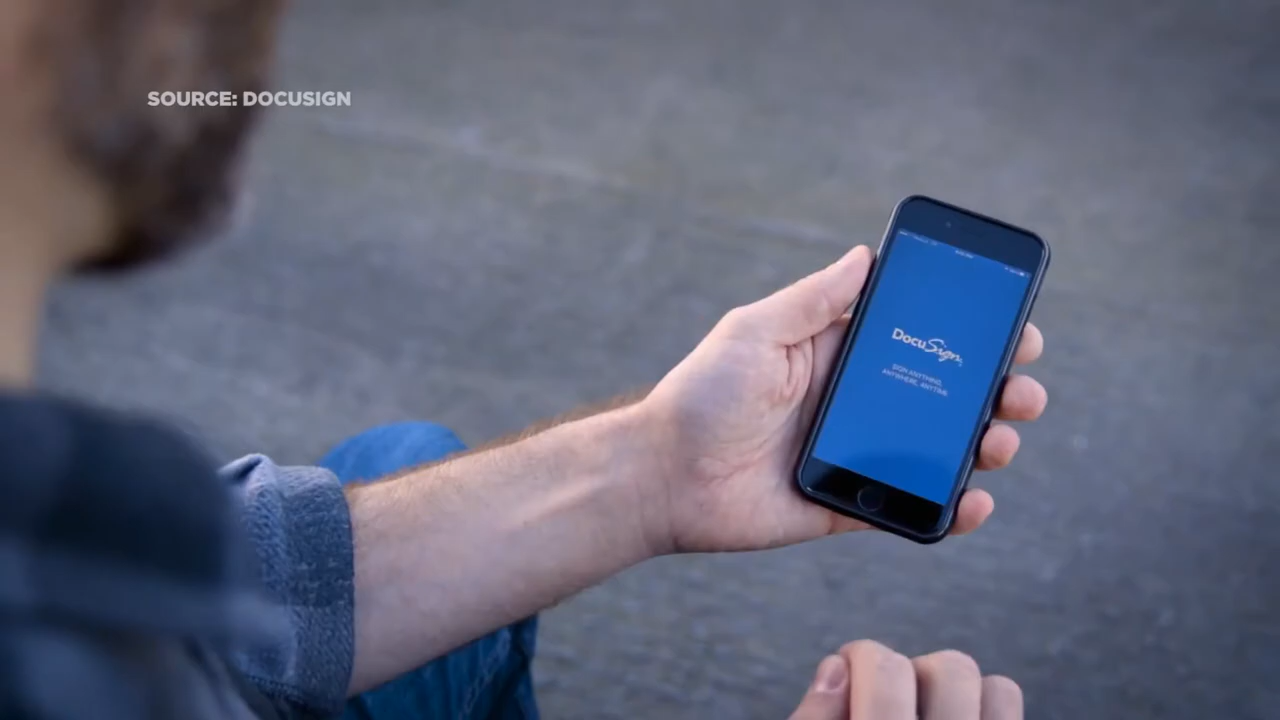 SOURCE: DOCUSIGN
DocuSign
SIGN ANYTHING,
ANYWHERE, ANYTIME